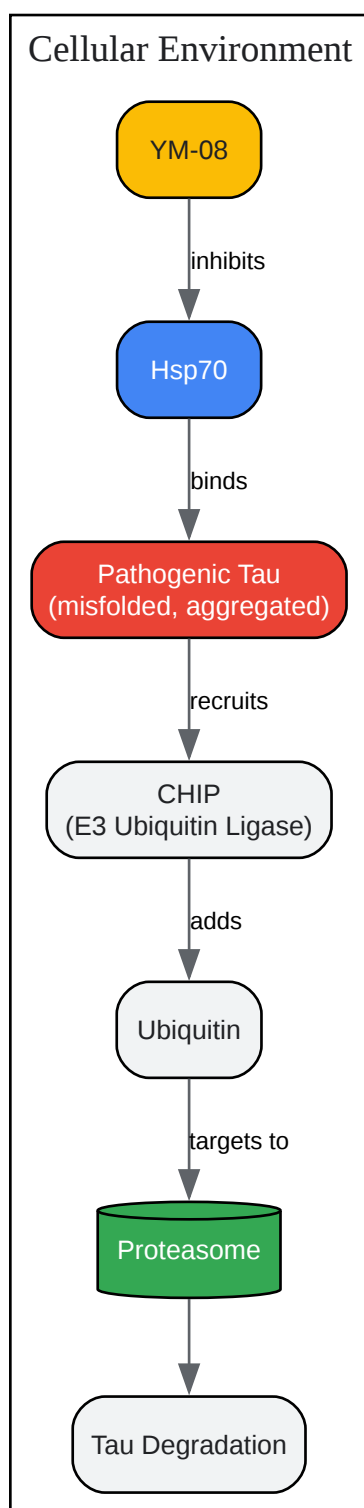 Cellular Environment
YM-08
inhibits
Hsp70
binds
Pathogenic Tau
(misfolded, aggregated)
recruits
CHIP
(E3 Ubiquitin Ligase)
adds
Ubiquitin
targets to
Proteasome
Tau Degradation